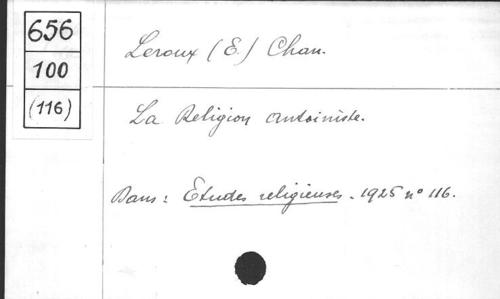 656
100
(116)
Leroux (E.) Chan.
La Religion antoiniste.
Dans : Etudes religieuses. 1925 n° 116.